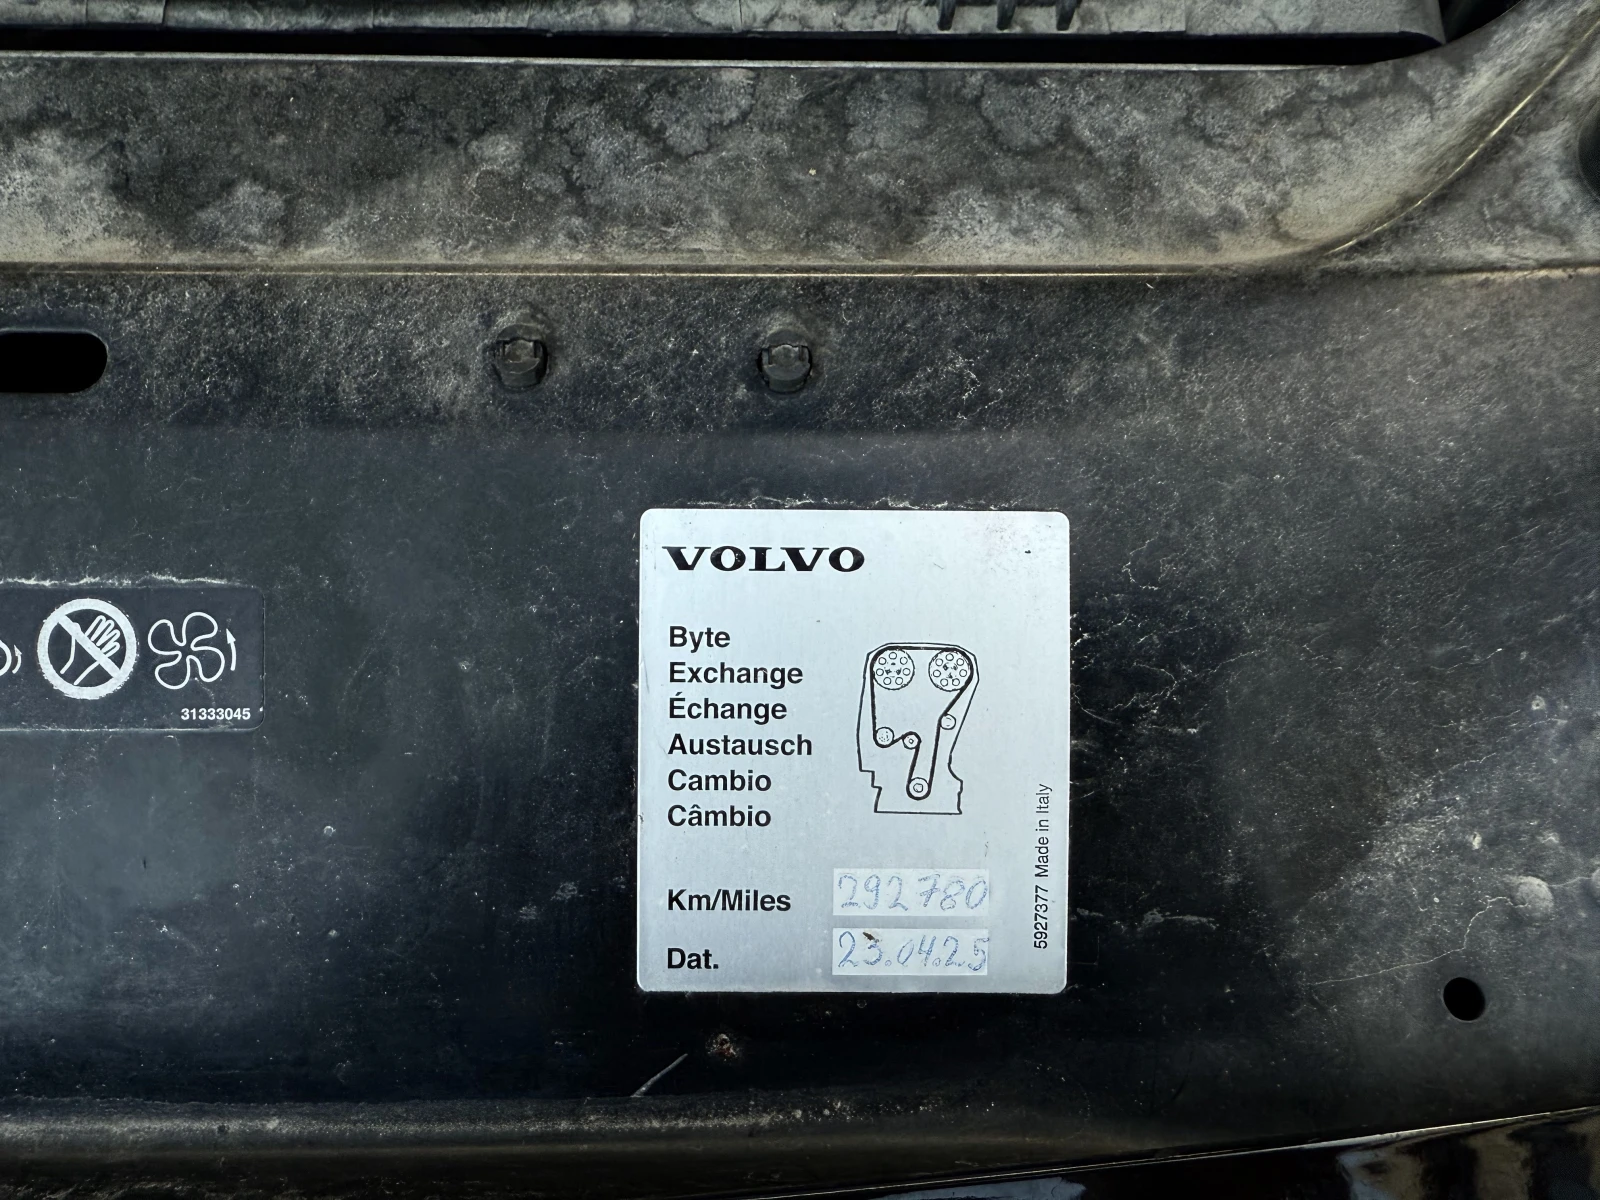 VOLVO
Byte
Exchange
Échange
Austausch
Cambio
Câmbio
Km/Miles 292780
Dat. 23.04.25
5927377 Made in Italy
31333045